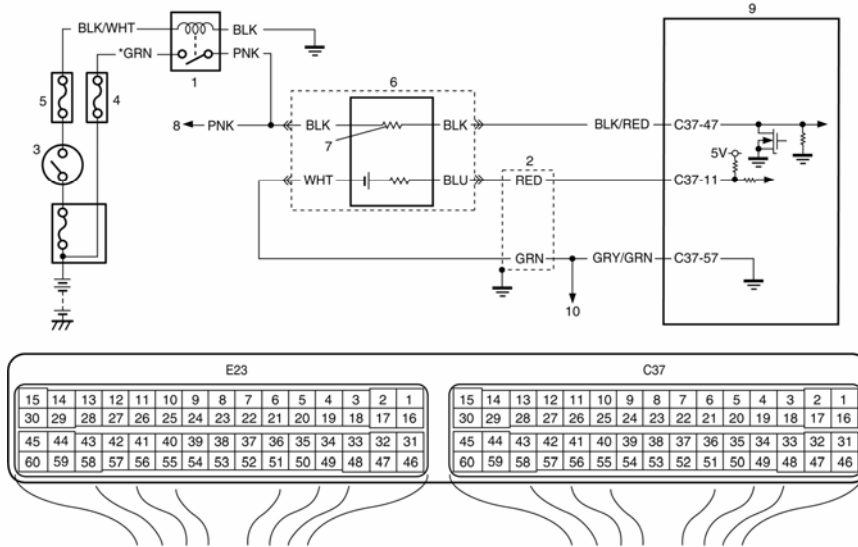 9
BLK/WHT BLK
*GRN PNK
1
6
5 4
8 PNK BLK BLK BLK/RED C37-47
7
3
2
5V
WHT BLU RED C37-11
GRN GRY/GRN C37-57
10
E23 C37
15 14 13 12 11 10 9 8 7 6 5 4 3 2 1 15 14 13 12 11 10 9 8 7 6 5 4 3 2 1
30 29 28 27 26 25 24 23 22 21 20 19 18 17 16 30 29 28 27 26 25 24 23 22 21 20 19 18 17 16
45 44 43 42 41 40 39 38 37 36 35 34 33 32 31 45 44 43 42 41 40 39 38 37 36 35 34 33 32 31
60 59 58 57 56 55 54 53 52 51 50 49 48 47 46 60 59 58 57 56 55 54 53 52 51 50 49 48 47 46